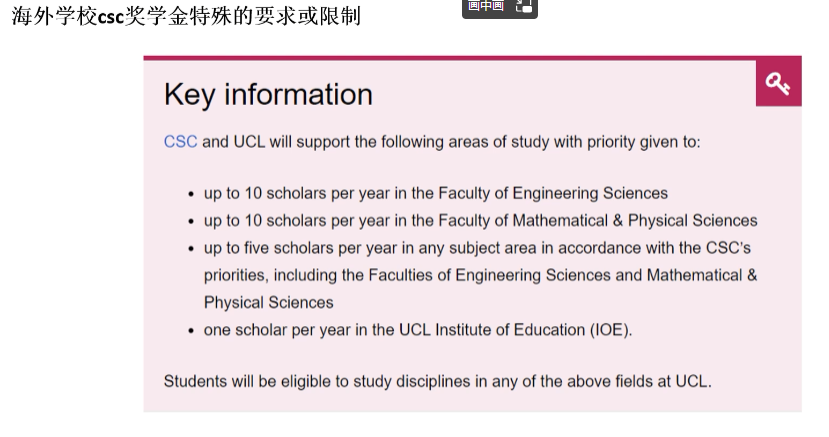 海外学校csc奖学金特殊的要求或限制
画中画
Key information
CSC and UCL will support the following areas of study with priority given to:
• up to 10 scholars per year in the Faculty of Engineering Sciences
• up to 10 scholars per year in the Faculty of Mathematical & Physical Sciences
• up to five scholars per year in any subject area in accordance with the CSC's
priorities, including the Faculties of Engineering Sciences and Mathematical &
Physical Sciences
• one scholar per year in the UCL Institute of Education (IOE).
Students will be eligible to study disciplines in any of the above fields at UCL.